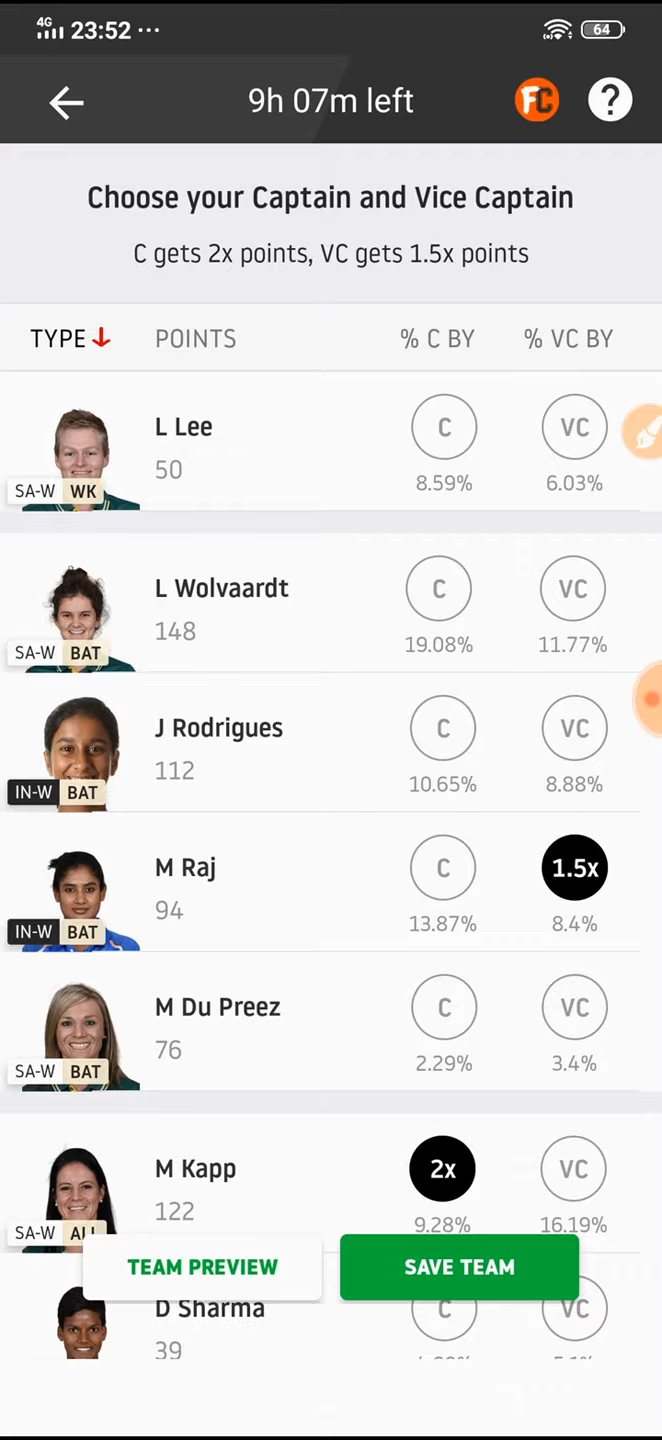 4G 23:52 ... 64
9h 07m left FC ?
Choose your Captain and Vice Captain
C gets 2x points, VC gets 1.5x points
TYPE POINTS % C BY % VC BY
L Lee C VC
50 8.59% 6.03%
SA-W WK
L Wolvaardt C VC
148 19.08% 11.77%
SA-W BAT
J Rodrigues C VC
112 10.65% 8.88%
IN-W BAT
M Raj C 1.5x
94 13.87% 8.4%
IN-W BAT
M Du Preez C VC
76 2.29% 3.4%
SA-W BAT
M Kapp 2x VC
122 9.28% 16.19%
SA-W ALL
TEAM PREVIEW SAVE TEAM
D Sharma C VC
39